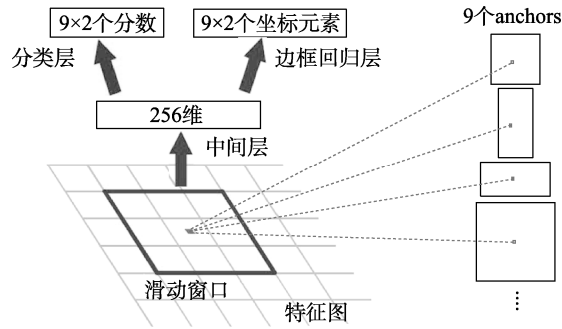 9×2个分数
9×2个坐标元素
9个anchors
分类层
边框回归层
256维
中间层
滑动窗口
特征图